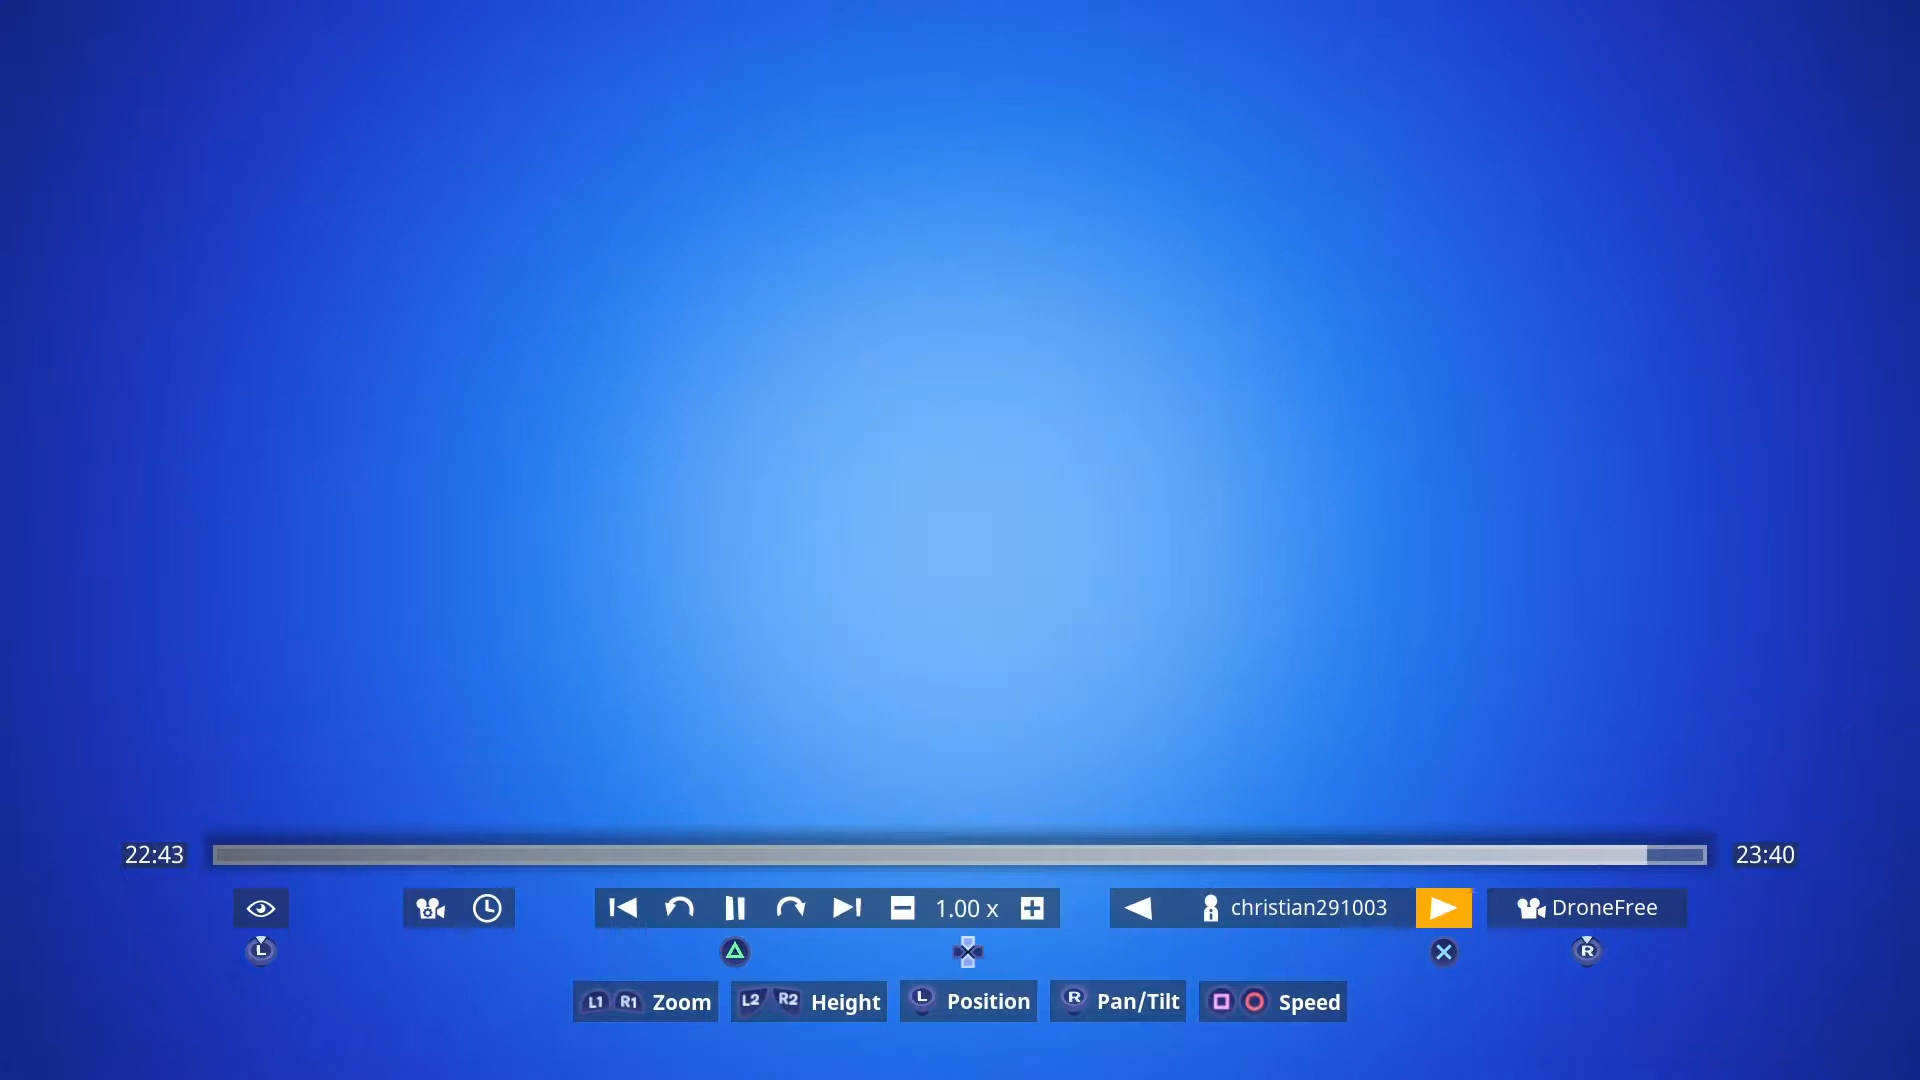 22:43 23:40
1.00 x christian291003 DroneFree
L R
L1 R1 Zoom L2 R2 Height L Position R Pan/Tilt Speed